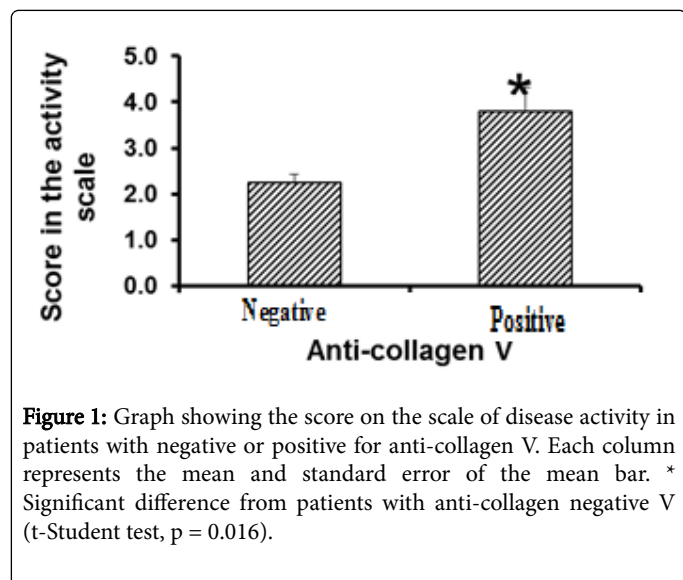 5.0
4.0
3.0
2.0
1.0
0.0
Score in the activity
scale
*
Negative
Positive
Anti-collagen V
Figure 1: Graph showing the score on the scale of disease activity in
patients with negative or positive for anti-collagen V. Each column
represents the mean and standard error of the mean bar. *
Significant difference from patients with anti-collagen negative V
(t-Student test, p = 0.016).